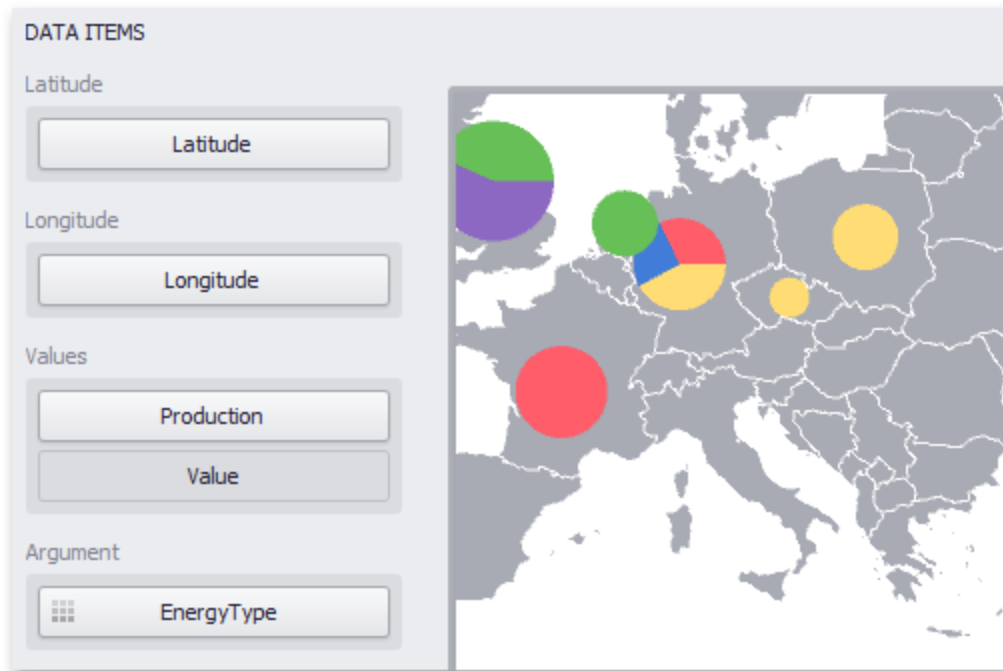 DATA ITEMS
Latitude
Latitude
Longitude
Longitude
Values
Production
Value
Argument
EnergyType